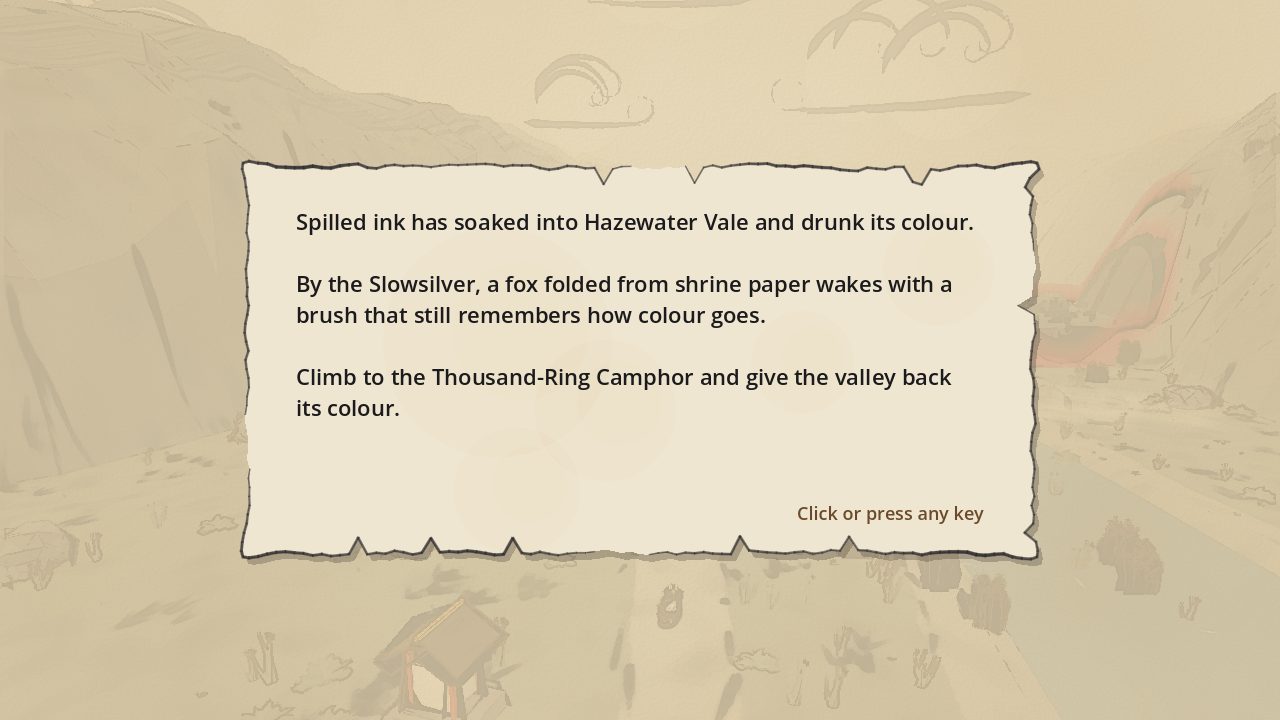 Spilled ink has soaked into Hazewater Vale and drunk its colour.
By the Slowsilver, a fox folded from shrine paper wakes with a
brush that still remembers how colour goes.
Climb to the Thousand-Ring Camphor and give the valley back
its colour.
Click or press any key